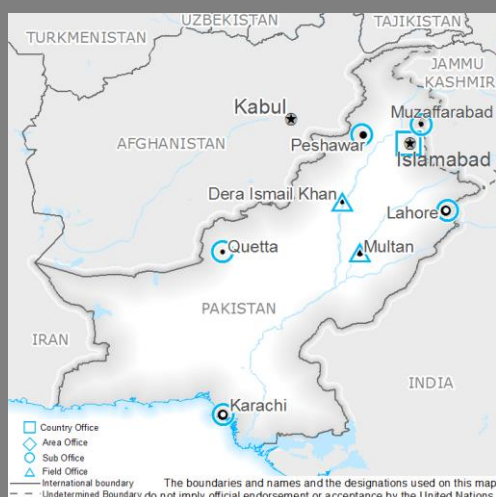 UZBEKISTAN
TAJIKISTAN
TURKMENISTAN
JAMMU
KASHMIR
Kabul
Muzaffarabad
AFGHANISTAN
Peshawar
Islamabad
Dera Ismail Khan
Lahore
Quetta
Multan
PAKISTAN
IRAN
INDIA
Karachi
Country Office
Area Office
Sub Office
Field Office
International boundary
The boundaries and names and the designations used on this map
Undetermined Boundary
do not imply official endorsement or acceptance by the United Nations.